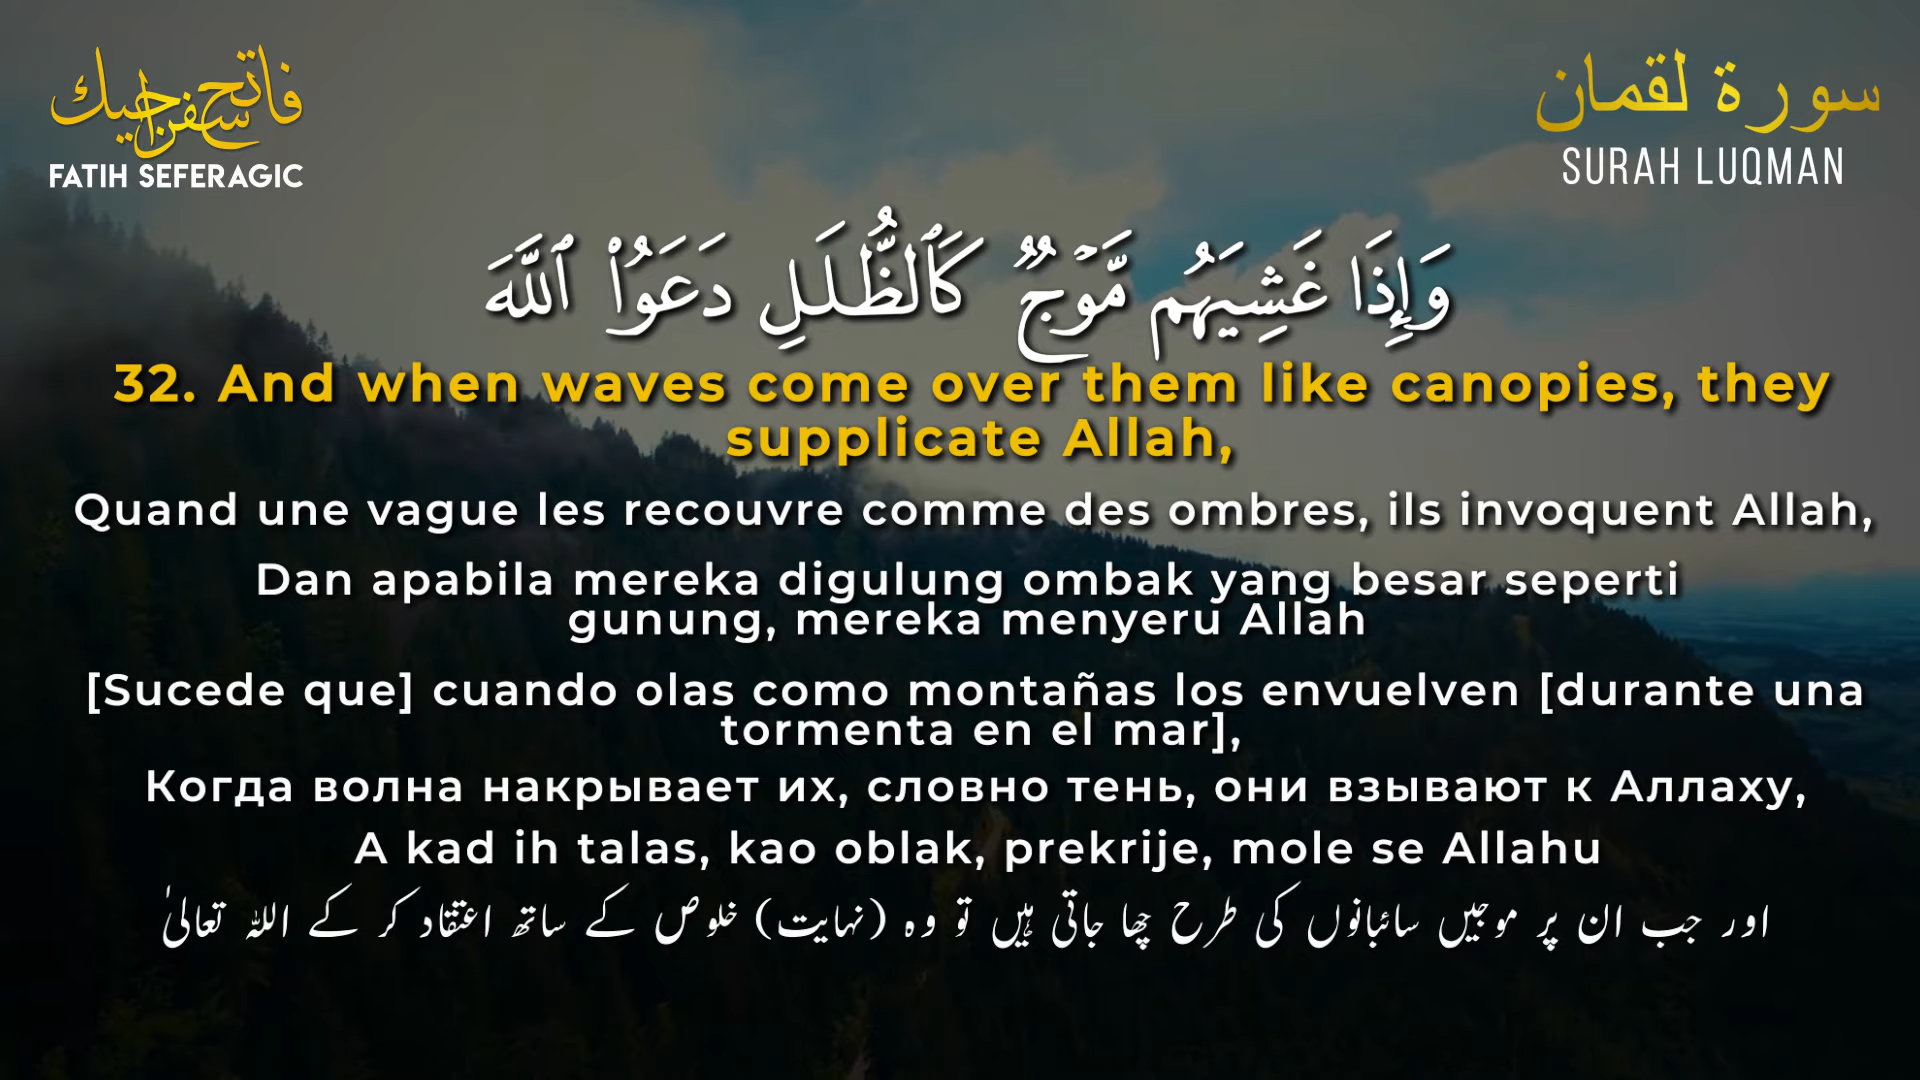 فاتح سفراجيك
FATIH SEFERAGIC
سورة لقمان
SURAH LUQMAN
وَإِذَا غَشِيَهُم مَّوْجٌ كَٱلظُّلَلِ دَعَوُا۟ ٱللَّهَ
32. And when waves come over them like canopies, they
supplicate Allah,
Quand une vague les recouvre comme des ombres, ils invoquent Allah,
Dan apabila mereka digulung ombak yang besar seperti
gunung, mereka menyeru Allah
[Sucede que] cuando olas como montañas los envuelven [durante una
tormenta en el mar],
Когда волна накрывает их, словно тень, они взывают к Аллаху,
A kad ih talas, kao oblak, prekrije, mole se Allahu
اور جب ان پر موجیں سائبانوں کی طرح چھا جاتی ہیں تو وه (نہایت) خلوص کے ساتھ اعتقاد کر کے اللہ تعالیٰ